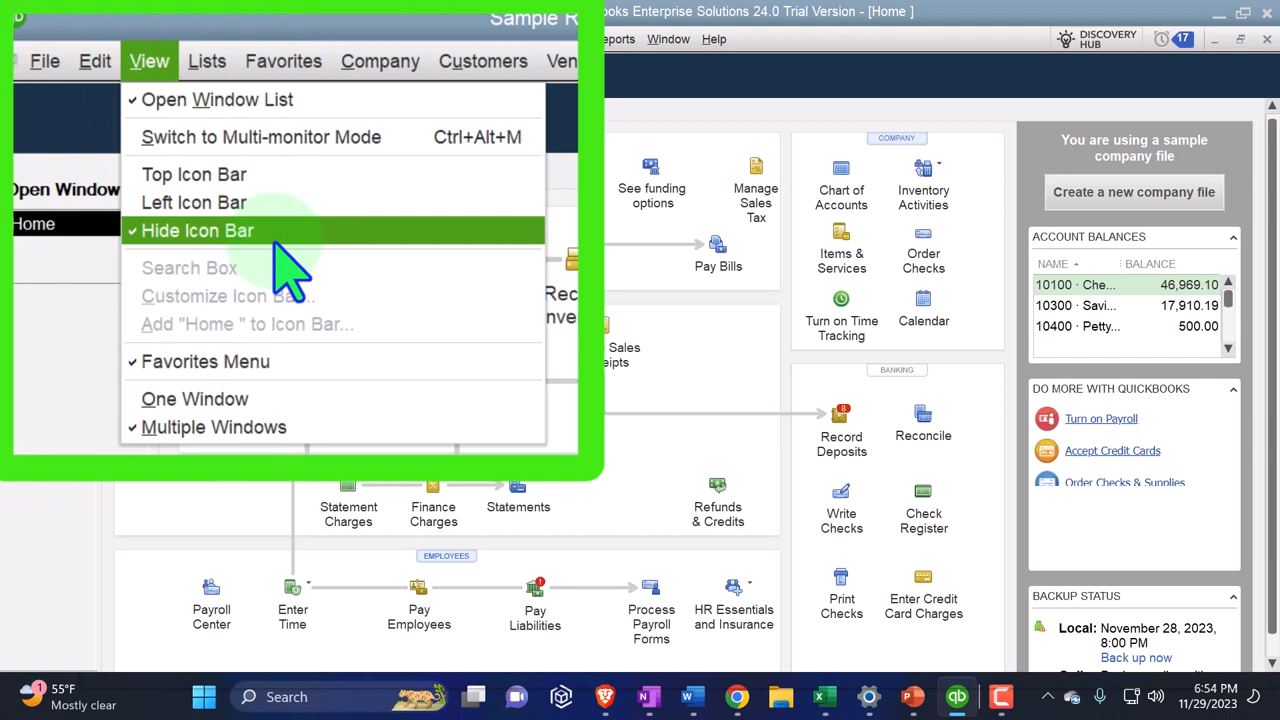 Sample R
ooks Enterprise Solutions 24.0 Trial Version - [Home ]
File Edit View Lists Favorites Company Customers Ven
ports Window Help
DISCOVERY
HUB
17
Open Window List
Switch to Multi-monitor Mode Ctrl+Alt+M
Top Icon Bar
Left Icon Bar
Hide Icon Bar
Search Box
Customize Icon Ba...
Add "Home " to Icon Bar...
Favorites Menu
One Window
Multiple Windows
Open Window
Home
Rec
nve
See funding
options
Manage
Sales
Tax
Pay Bills
Sales
eipts
COMPANY
Chart of
Accounts
Inventory
Activities
Items &
Services
Order
Checks
Turn on Time
Tracking
Calendar
BANKING
8
Record
Deposits
Reconcile
Write
Checks
Check
Register
Print
Checks
Enter Credit
Card Charges
Statement
Charges
Finance
Charges
Statements
Refunds
& Credits
EMPLOYEES
Payroll
Center
Enter
Time
Pay
Employees
Pay
Liabilities
Process
Payroll
Forms
HR Essentials
and Insurance
You are using a sample
company file
Create a new company file
ACCOUNT BALANCES
NAME BALANCE
10100 · Che... 46,969.10
10300 · Savi... 17,910.19
10400 · Petty... 500.00
DO MORE WITH QUICKBOOKS
Turn on Payroll
Accept Credit Cards
Order Checks & Supplies
BACKUP STATUS
Local: November 28, 2023,
8:00 PM
Back up now
1
55°F
Mostly clear
Search
qb
6:54 PM
11/29/2023